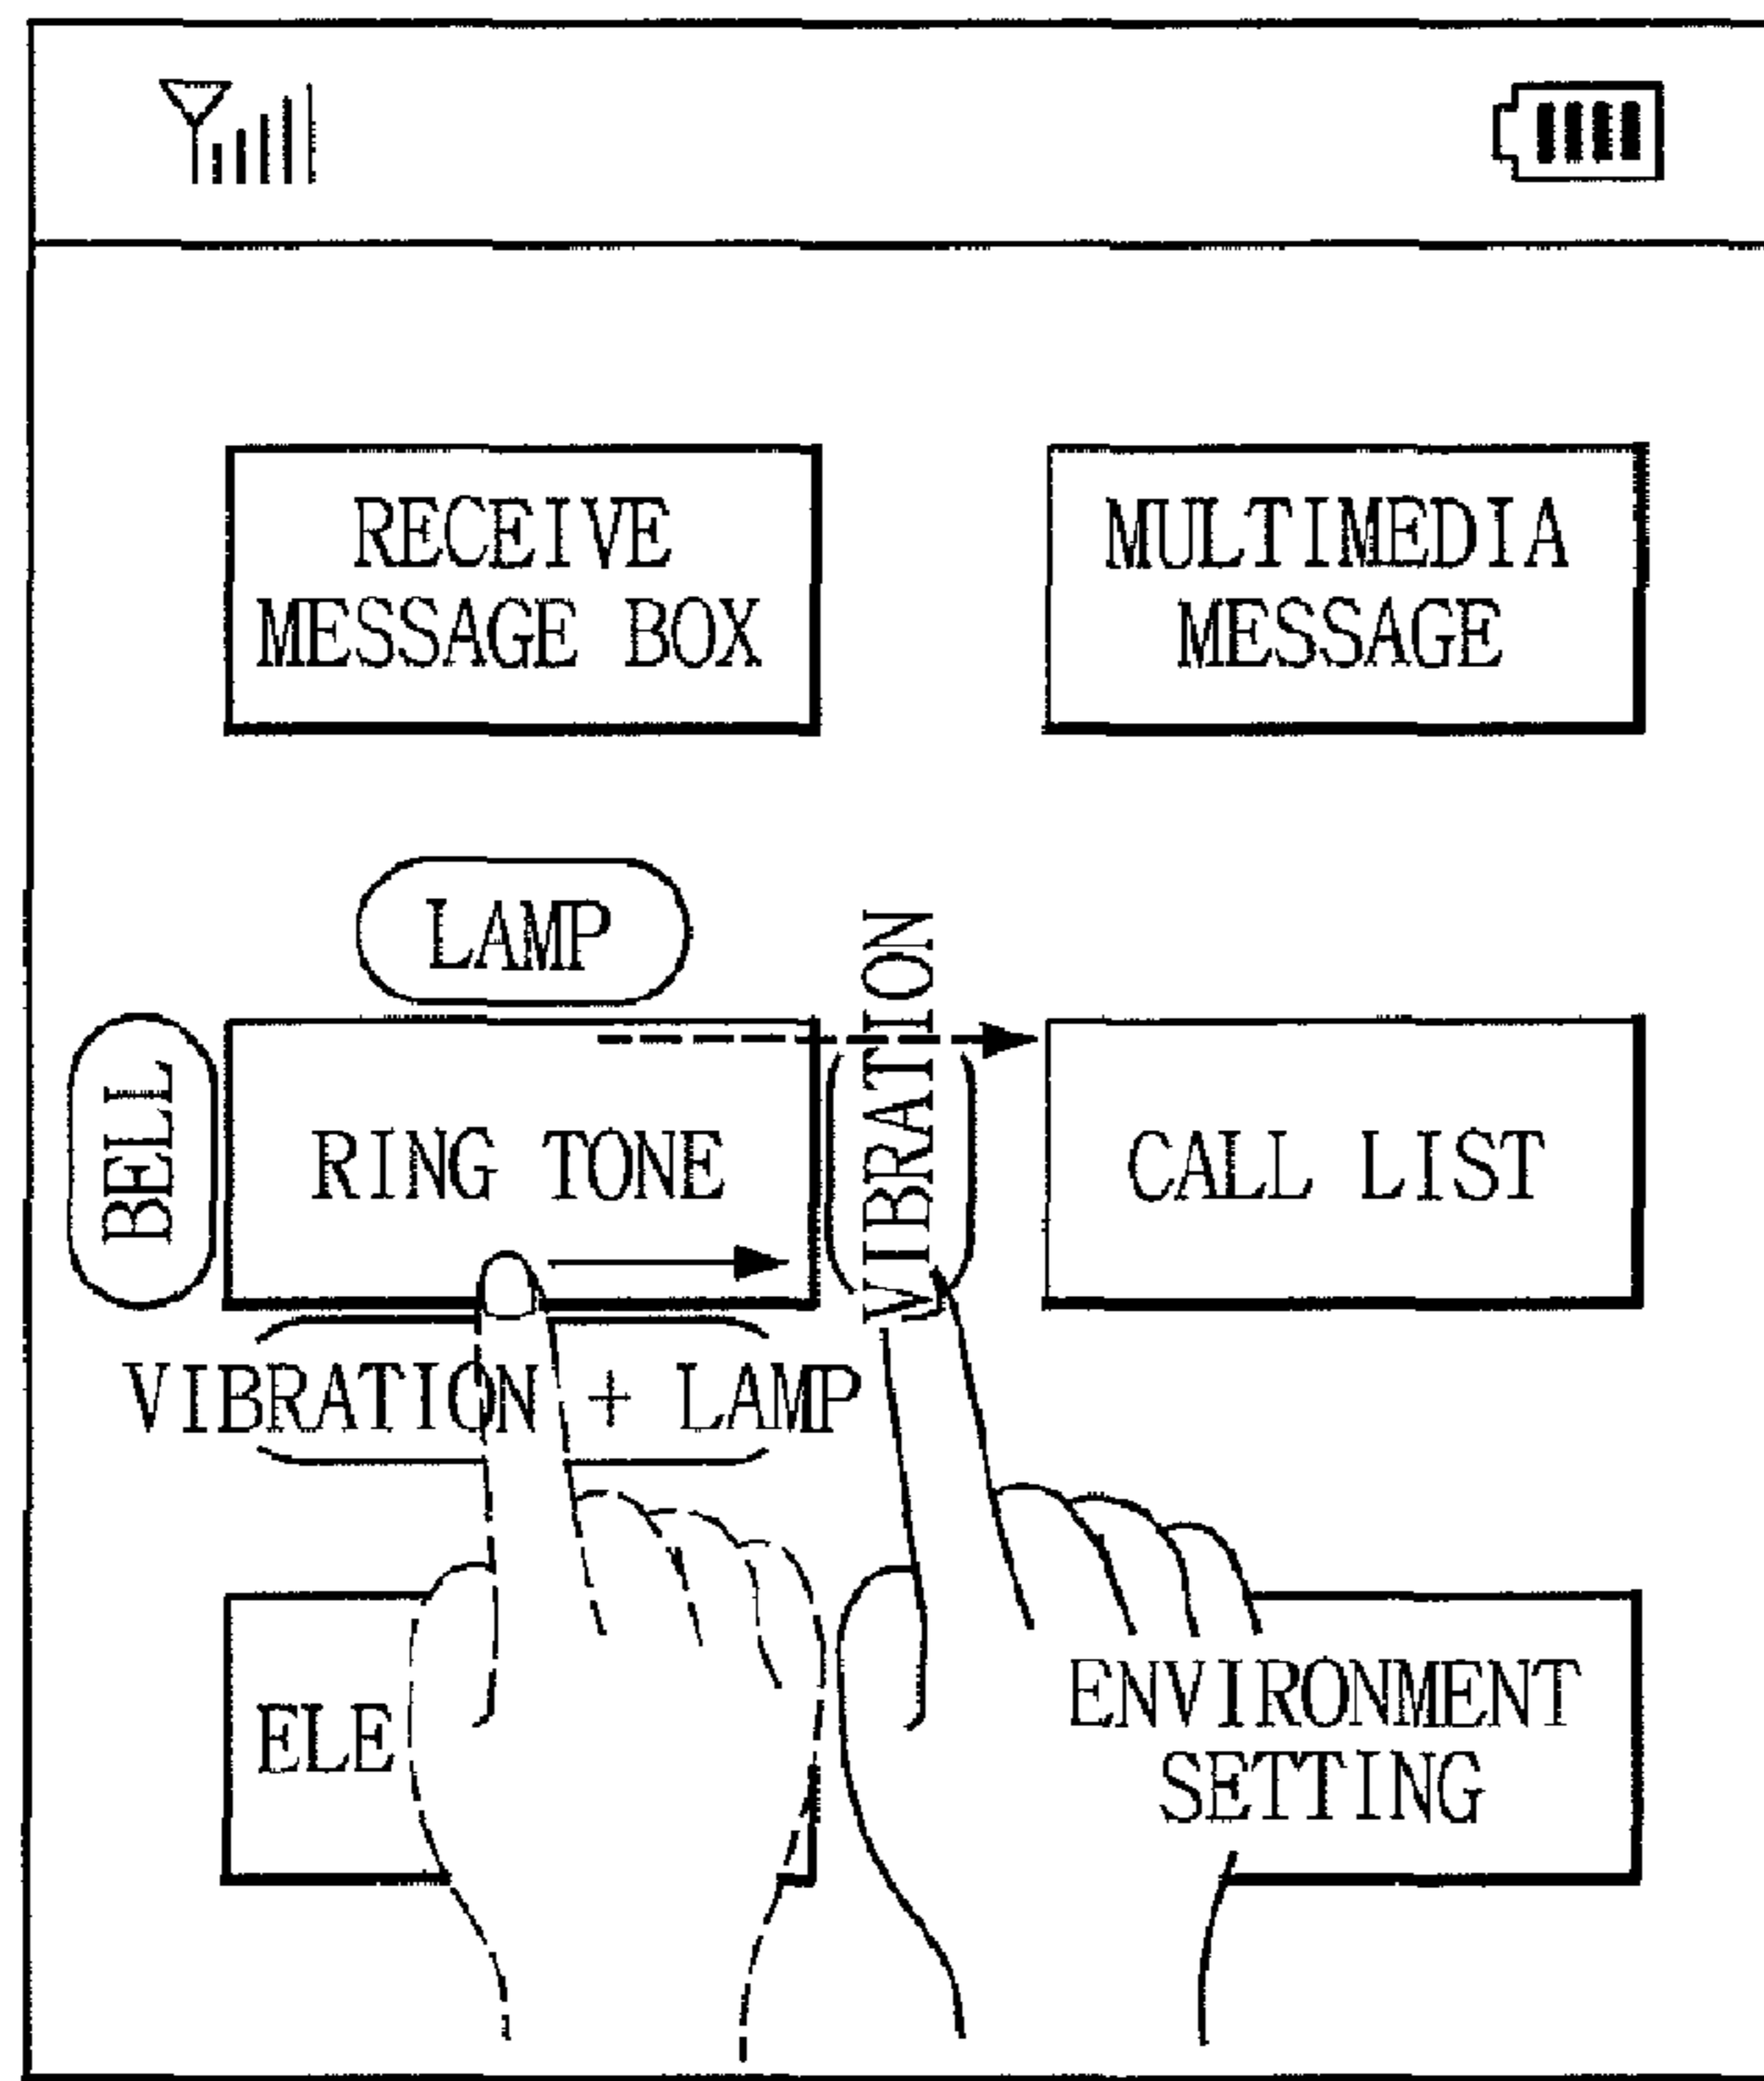 RECEIVE
MESSAGE BOX
MULTIMEDIA
MESSAGE
LAMP
BELL
RING TONE
VIBRATION
CALL LIST
VIBRATION + LAMP
ELE
ENVIRONMENT
SETTING